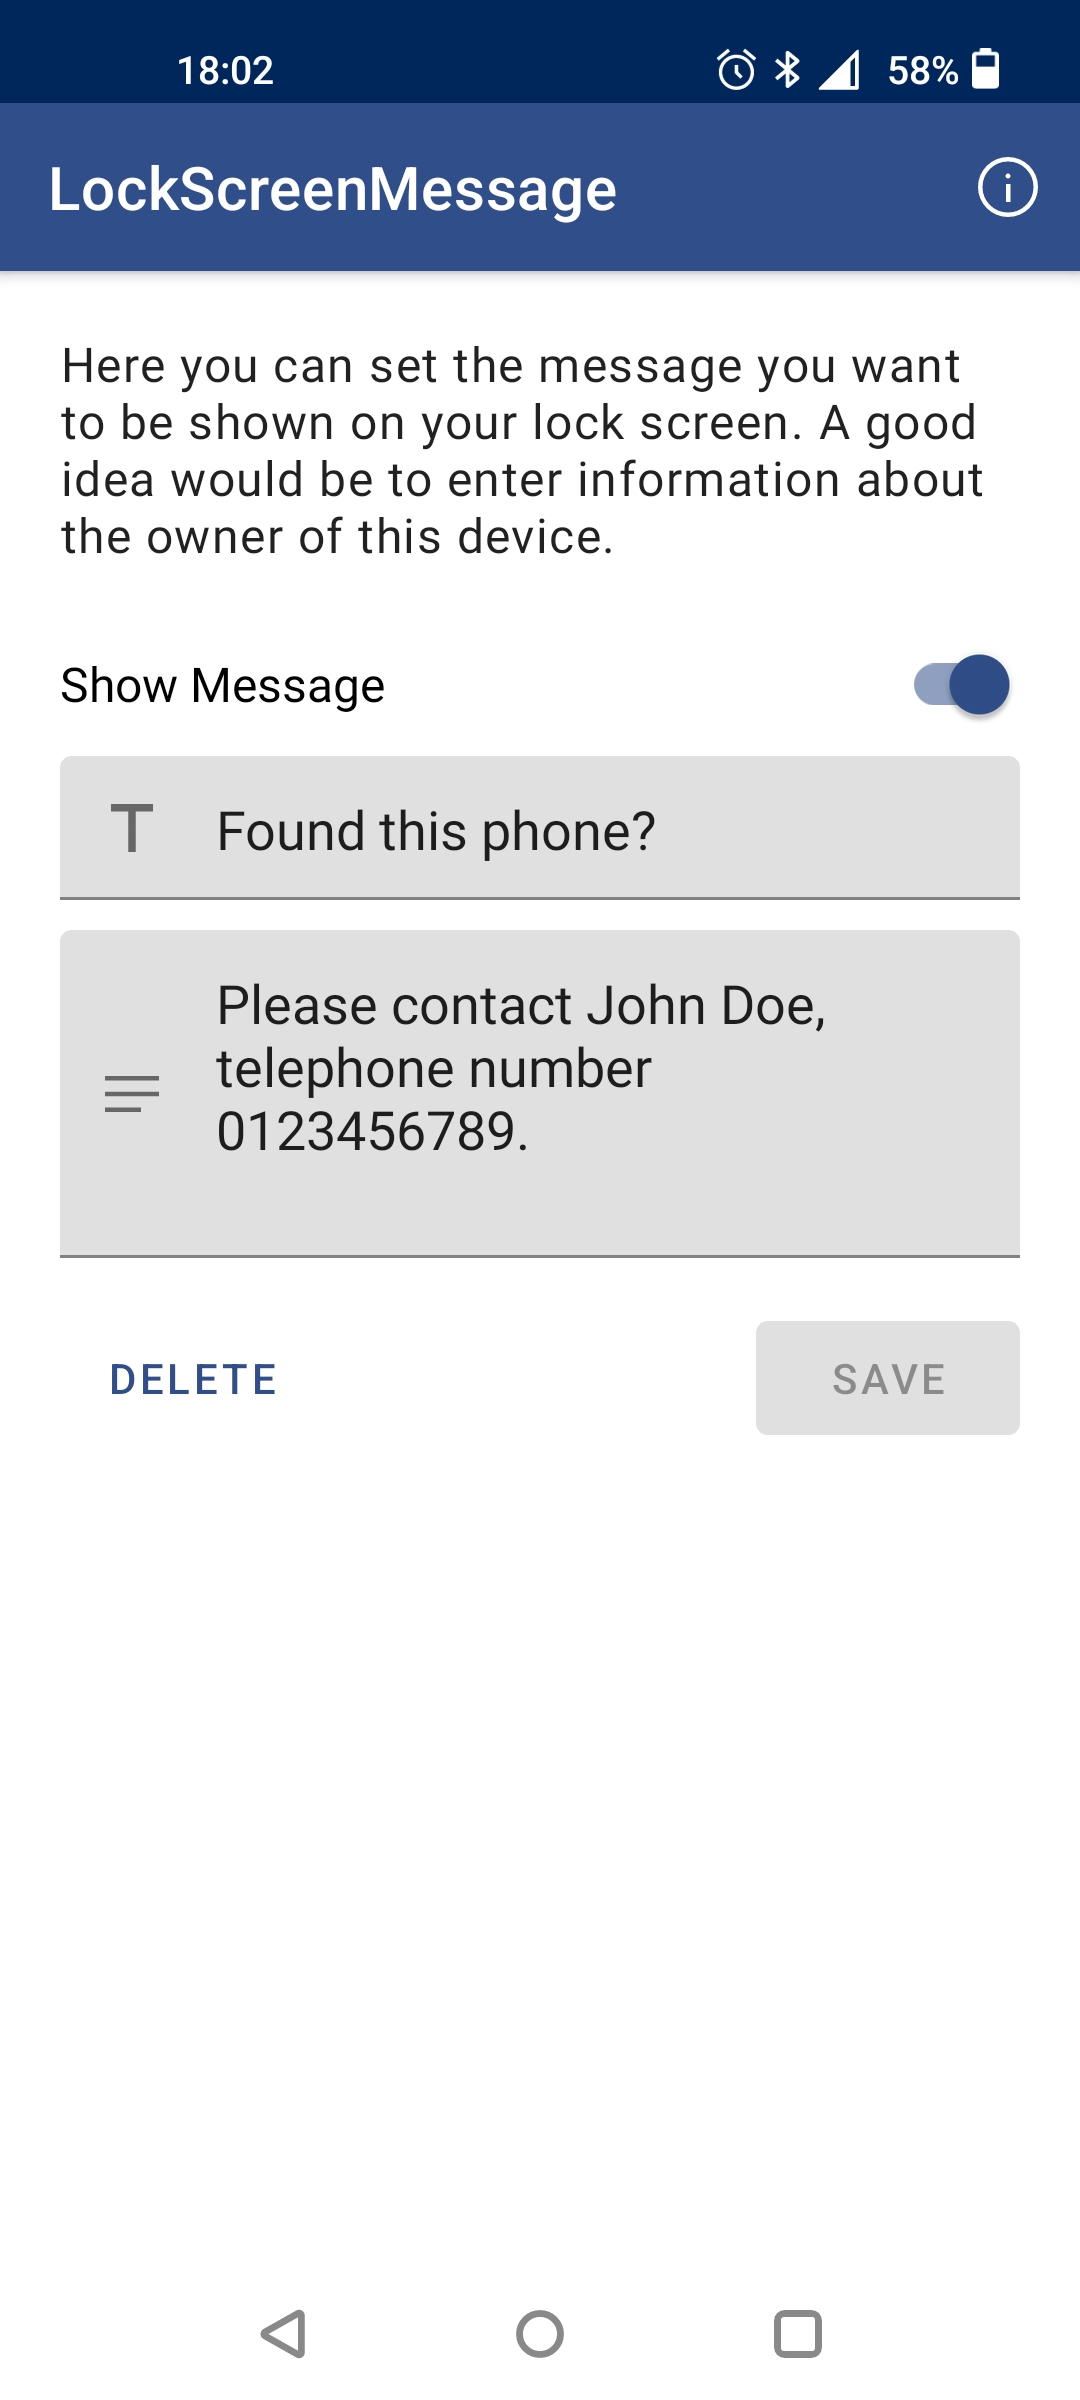 18:02
58%
LockScreenMessage
Here you can set the message you want
to be shown on your lock screen. A good
idea would be to enter information about
the owner of this device.
Show Message
Found this phone?
Please contact John Doe,
telephone number
0123456789.
DELETE
SAVE